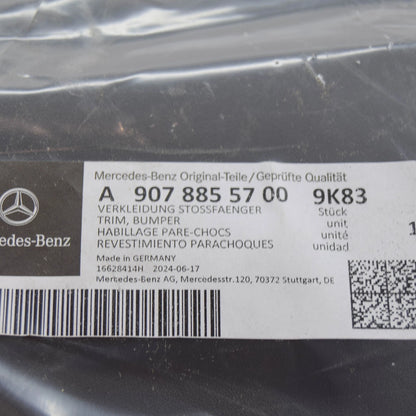 Mercedes-Benz Original-Teile/Geprüfte Qualität
A 907 885 57 00 9K83
VERKLEIDUNG STOSSFAENGER Stück
TRIM, BUMPER unit
HABILLAGE PARE-CHOCS unité
REVESTIMIENTO PARACHOQUES unidad
1
edes-Benz
Made in GERMANY
16628414H 2024-06-17
Mercedes-Benz AG, Mercedesstr.120, 70372 Stuttgart, DE